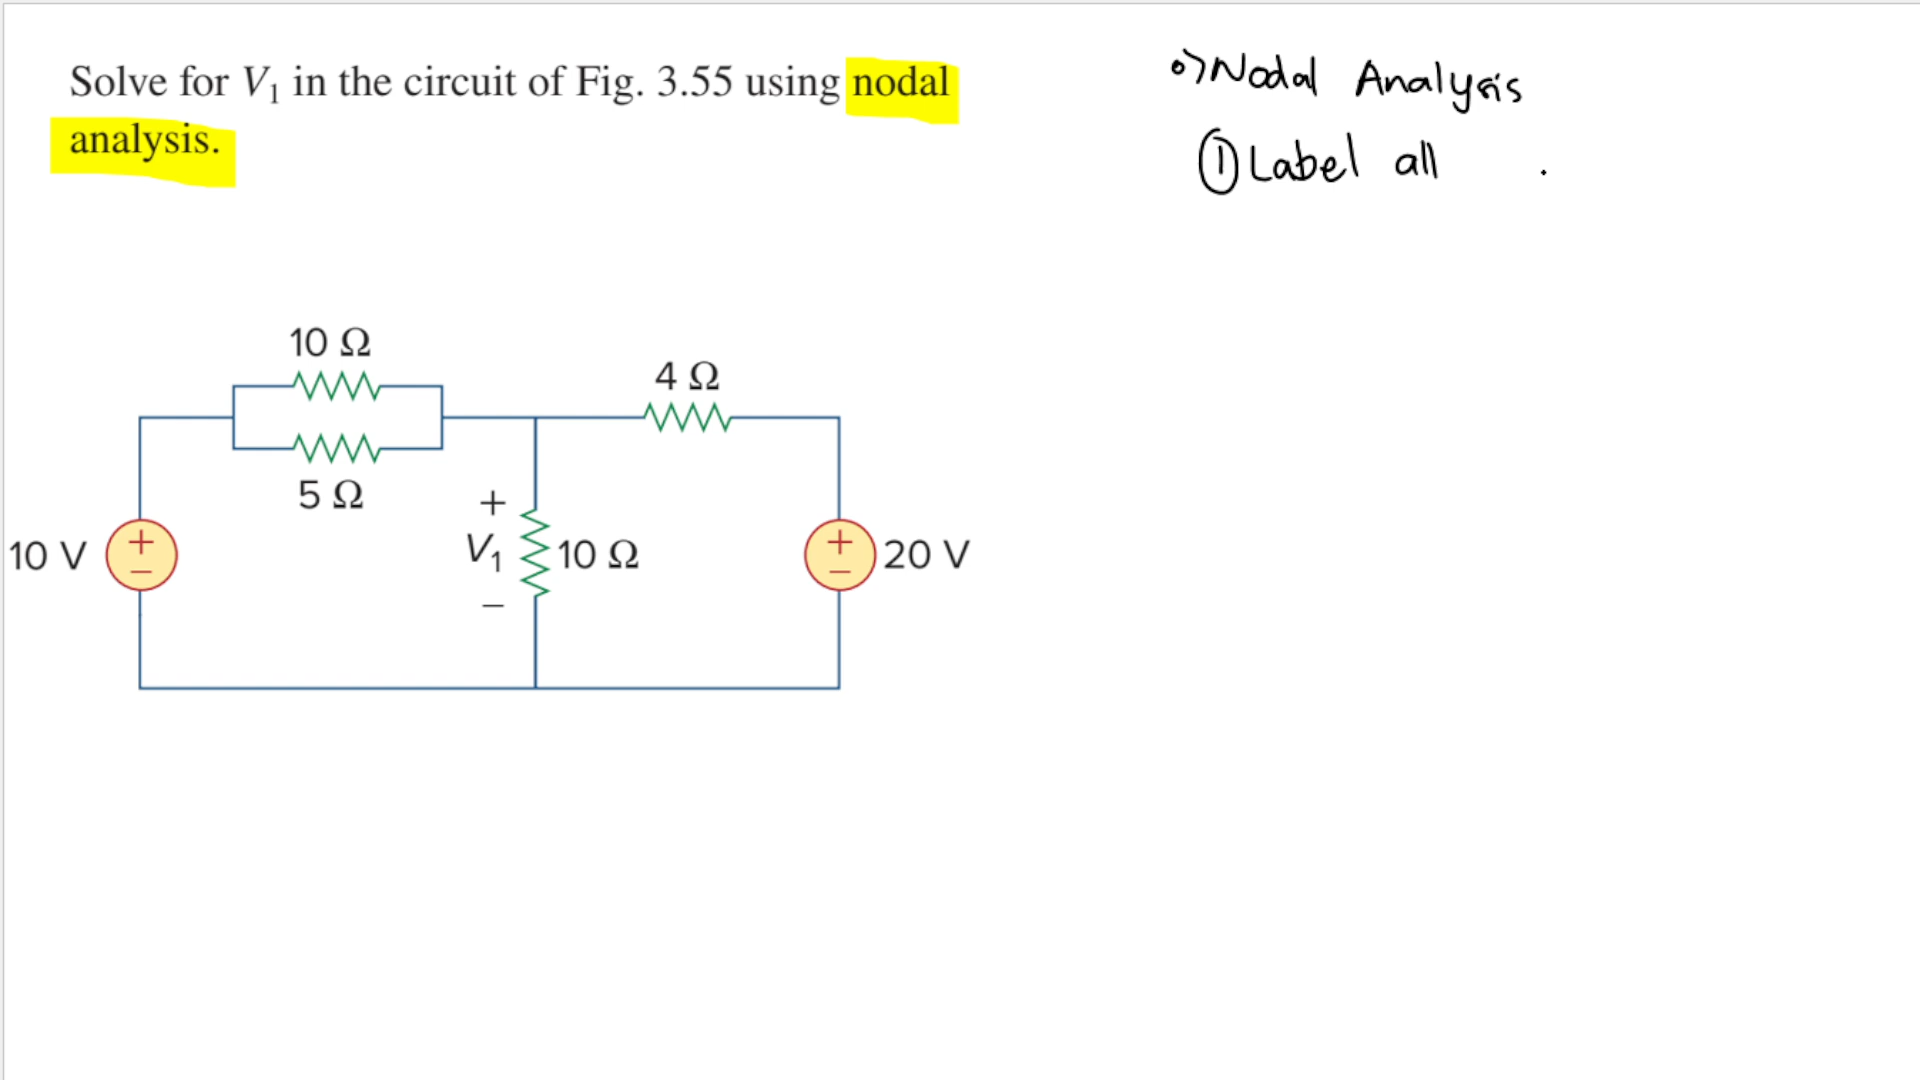 Solve for V₁ in the circuit of Fig. 3.55 using nodal
analysis.
Nodal Analysis
① Label all
10 Ω
4 Ω
5 Ω
+
10 V
+
−
V₁
10 Ω
+
−
20 V
−